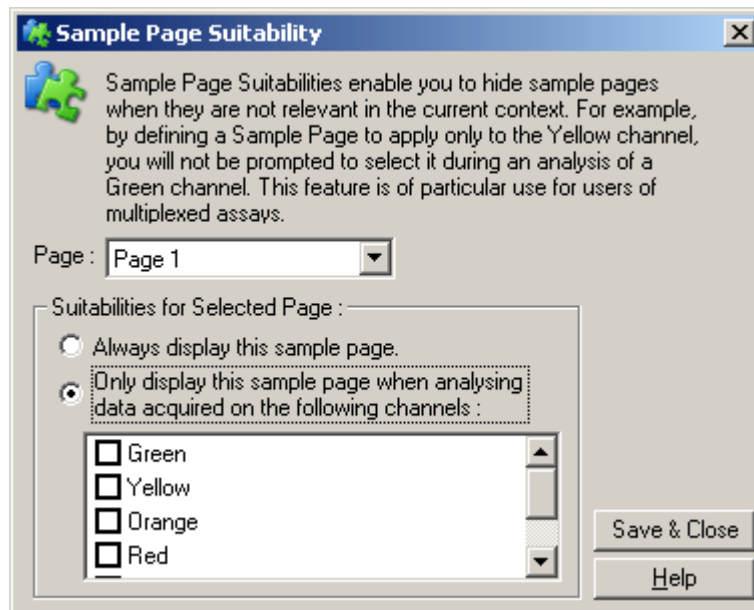 Sample Page Suitability
Sample Page Suitabilities enable you to hide sample pages
when they are not relevant in the current context. For example,
by defining a Sample Page to apply only to the Yellow channel,
you will not be prompted to select it during an analysis of a
Green channel. This feature is of particular use for users of
multiplexed assays.
Page : Page 1
Suitabilities for Selected Page :
Always display this sample page.
Only display this sample page when analysing
data acquired on the following channels :
Green
Yellow
Orange
Red
Save & Close
Help